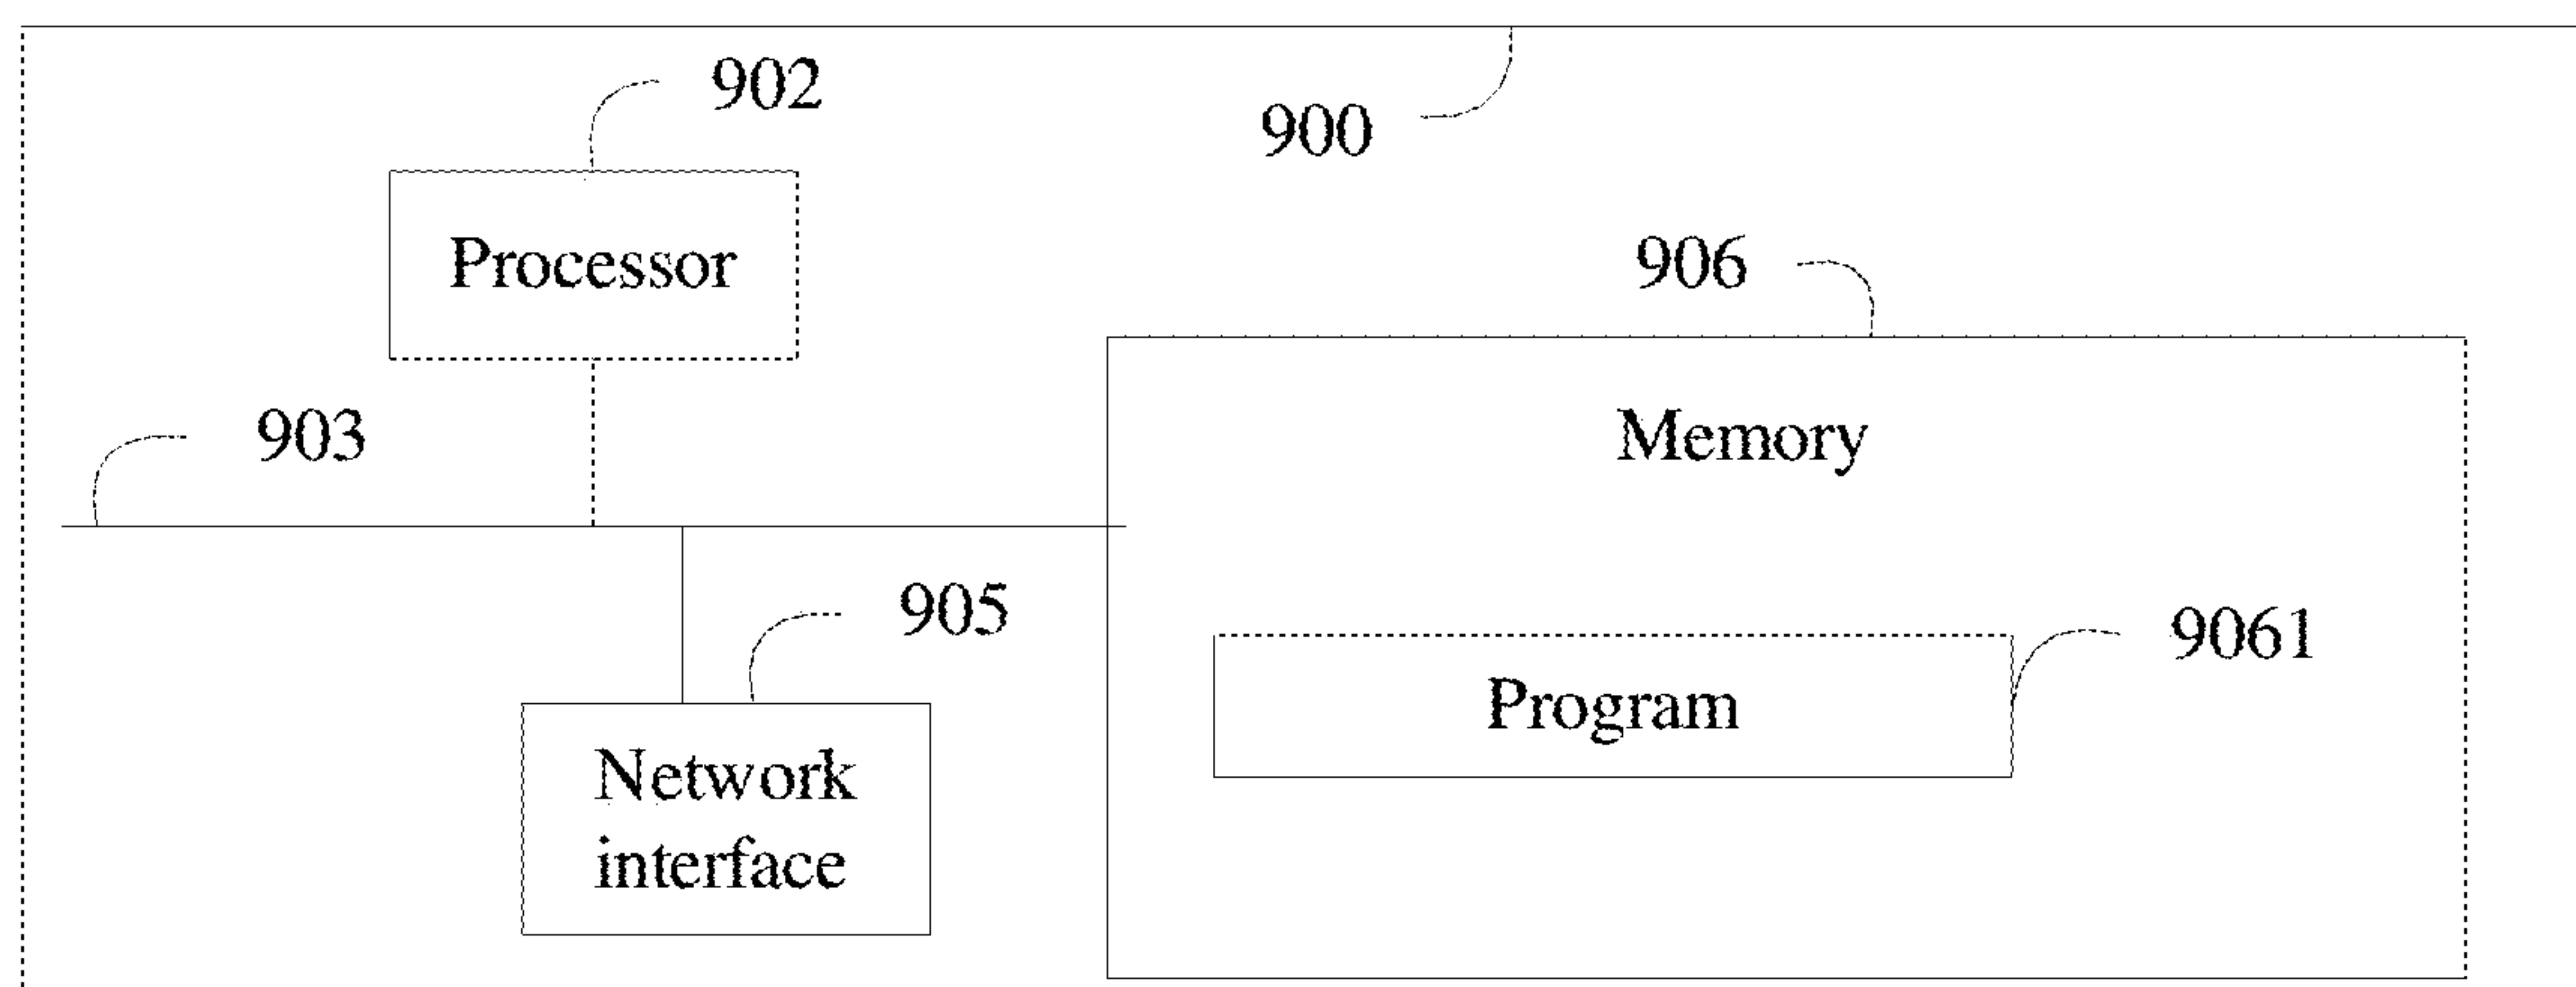 902
900
Processor
906
903
Memory
905
9061
Program
Network
interface